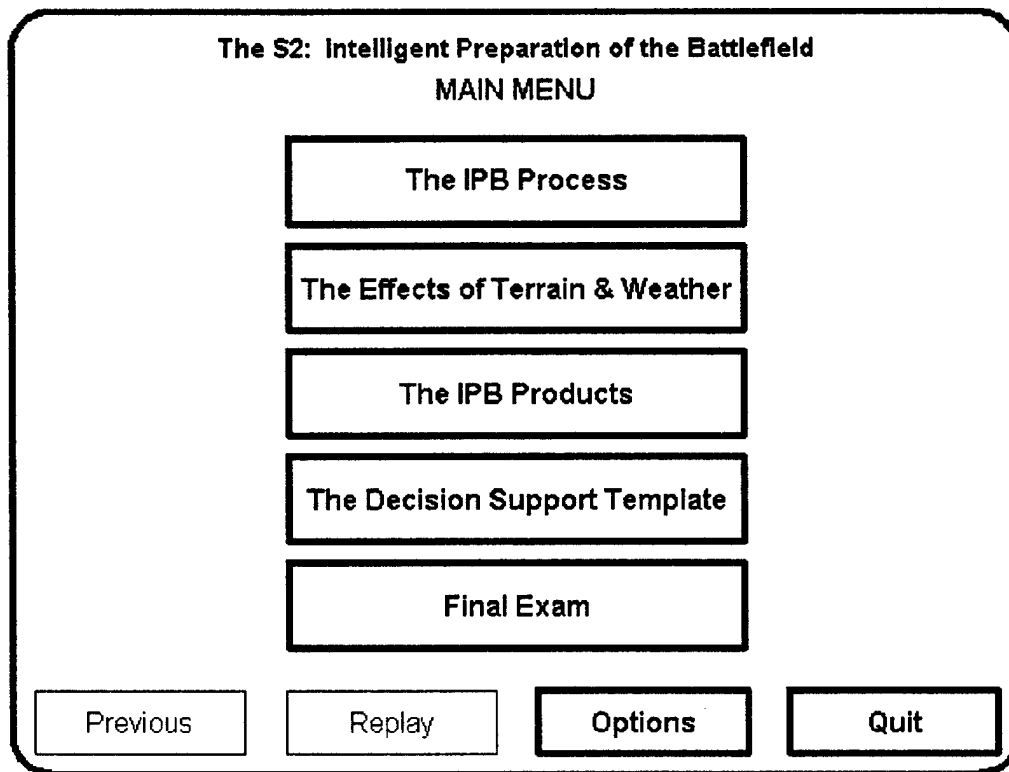 The S2: Intelligent Preparation of the Battlefield
MAIN MENU
The IPB Process
The Effects of Terrain & Weather
The IPB Products
The Decision Support Template
Final Exam
Previous
Replay
Options
Quit